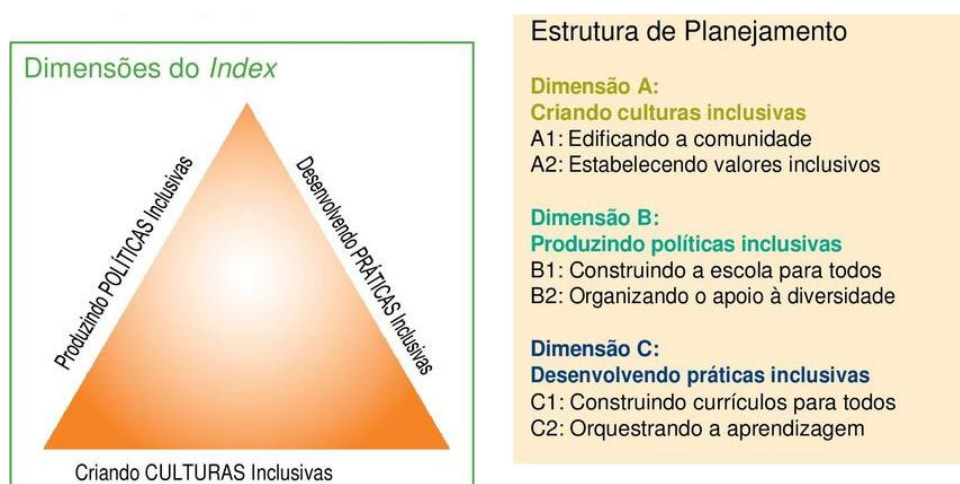 Dimensões do Index
Produzindo POLÍTICAS Inclusivas
Desenvolvendo PRÁTICAS Inclusivas
Criando CULTURAS Inclusivas
Estrutura de Planejamento
Dimensão A:
Criando culturas inclusivas
A1: Edificando a comunidade
A2: Estabelecendo valores inclusivos
Dimensão B:
Produzindo políticas inclusivas
B1: Construindo a escola para todos
B2: Organizando o apoio à diversidade
Dimensão C:
Desenvolvendo práticas inclusivas
C1: Construindo currículos para todos
C2: Orquestrando a aprendizagem